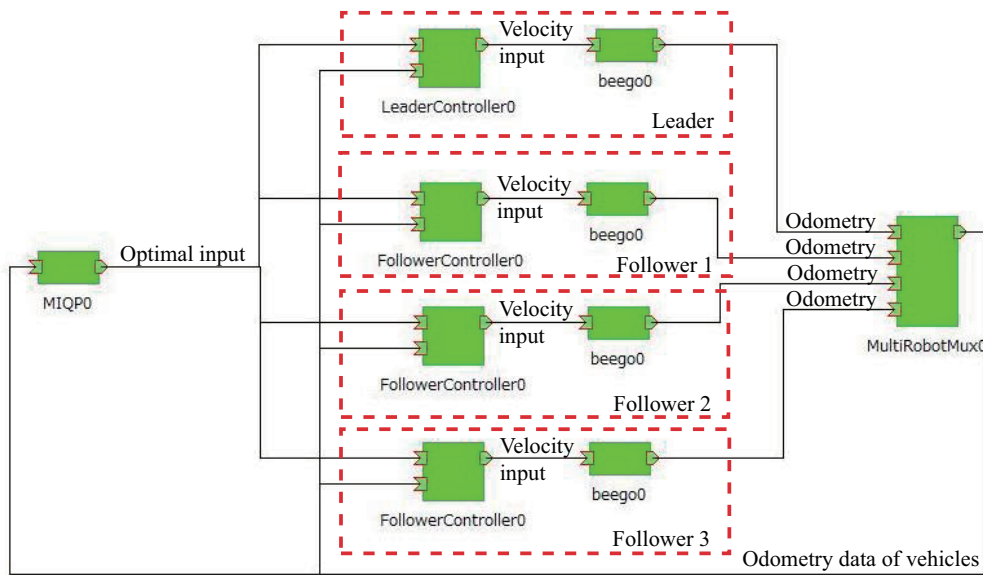 Velocity
input
beego0
LeaderController0
Leader
Velocity
input
beego0
FollowerController0
Follower 1
Optimal input
MIQP0
Odometry
Odometry
Odometry
Odometry
MultiRobotMux0
Velocity
input
beego0
FollowerController0
Follower 2
Velocity
input
beego0
FollowerController0
Follower 3
Odometry data of vehicles